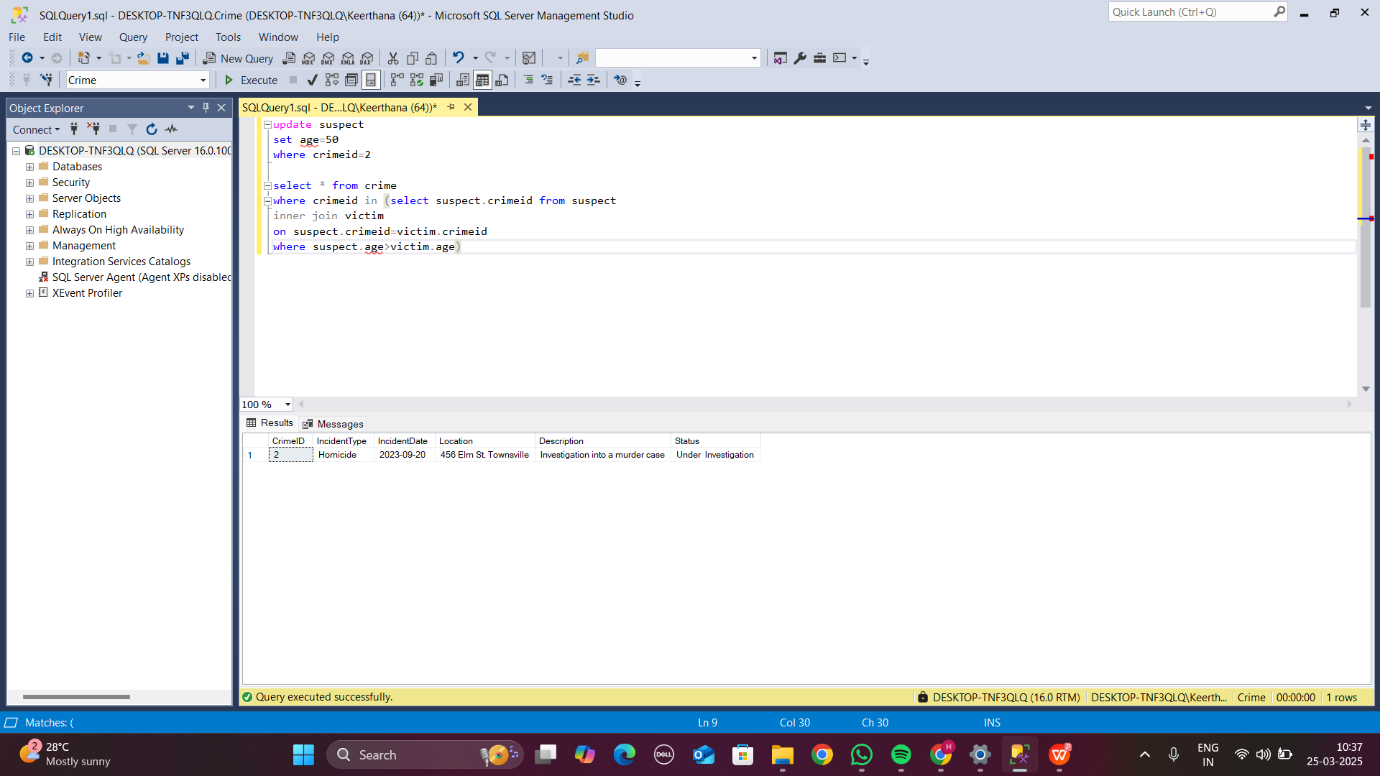 SQLQuery1.sql - DESKTOP-TNF3QLQ.Crime (DESKTOP-TNF3QLQ\Keerthana (64))* - Microsoft SQL Server Management Studio
Quick Launch (Ctrl+Q)
File Edit View Query Project Tools Window Help
New Query
MDX DMX XMLA DAX
Crime Execute
Object Explorer
SQLQuery1.sql - DE...LQ\Keerthana (64))*
Connect
DESKTOP-TNF3QLQ (SQL Server 16.0.100
Databases
Security
Server Objects
Replication
Always On High Availability
Management
Integration Services Catalogs
SQL Server Agent (Agent XPs disabled
XEvent Profiler
update suspect
set age=50
where crimeid=2
select * from crime
where crimeid in (select suspect.crimeid from suspect
inner join victim
on suspect.crimeid=victim.crimeid
where suspect.age>victim.age)
100 %
Results Messages
CrimeID IncidentType IncidentDate Location Description Status
1 2 Homicide 2023-09-20 456 Elm St, Townsville Investigation into a murder case Under Investigation
Query executed successfully.
DESKTOP-TNF3QLQ (16.0 RTM) DESKTOP-TNF3QLQ\Keerth... Crime 00:00:00 1 rows
Matches: ( Ln 9 Col 30 Ch 30 INS
2
28°C
Mostly sunny
Search
DELL
H
ENG
IN
10:37
25-03-2025